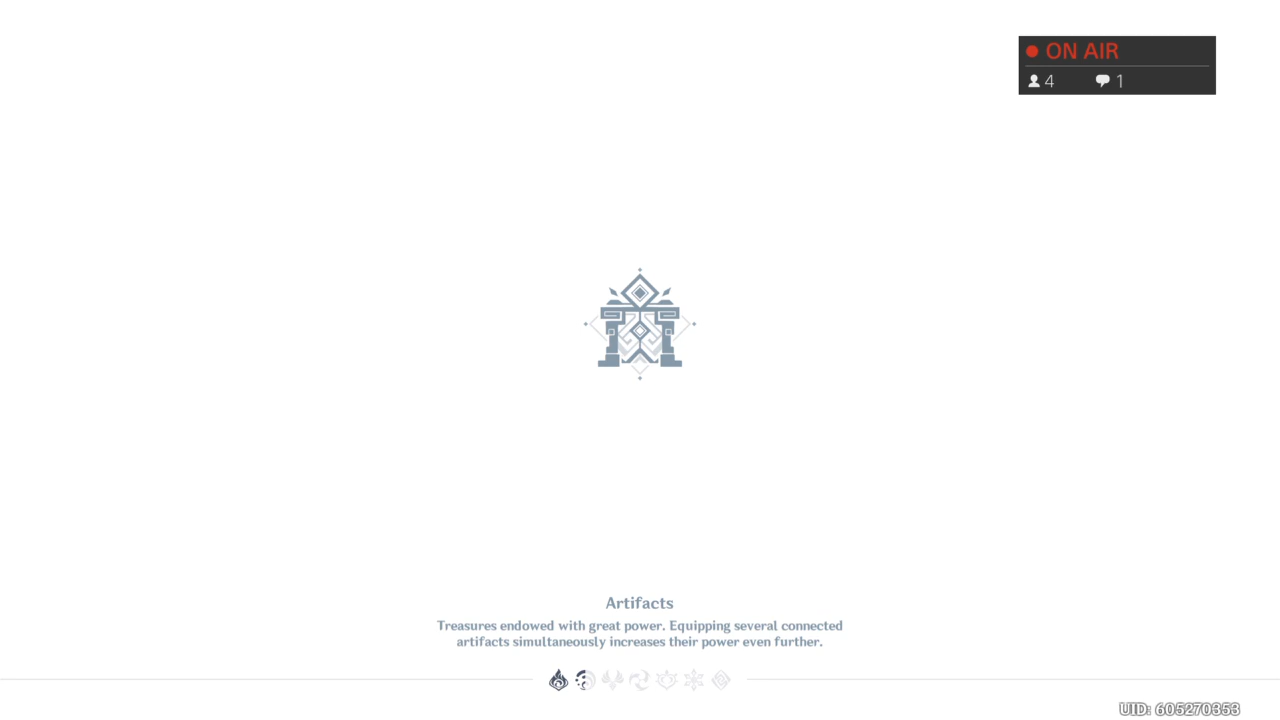 ON AIR
4 1
Artifacts
Treasures endowed with great power. Equipping several connected
artifacts simultaneously increases their power even further.
UID: 605270353